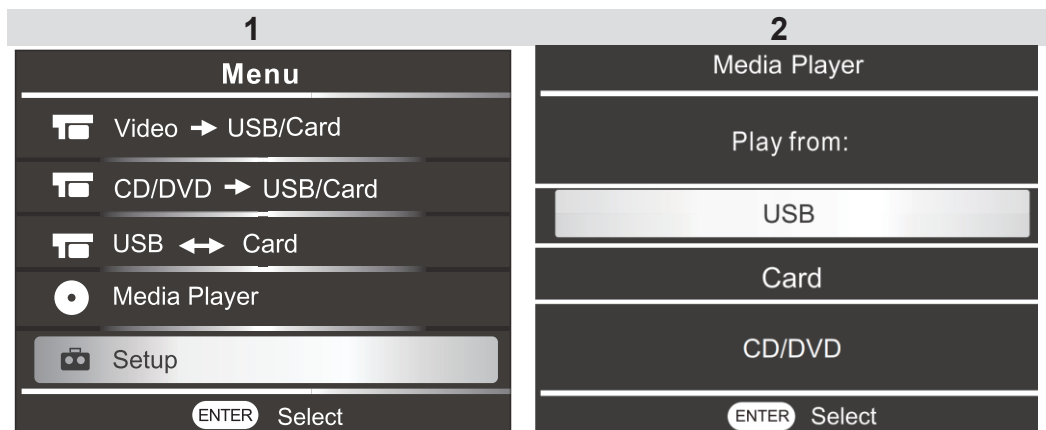 1
Menu
Video → USB/Card
CD/DVD → USB/Card
USB ↔ Card
Media Player
Setup
ENTER Select
2
Media Player
Play from:
USB
Card
CD/DVD
ENTER Select